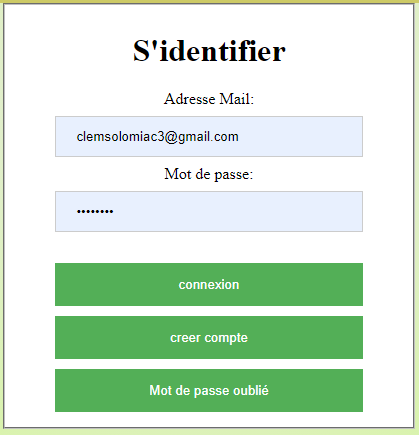 S'identifier
Adresse Mail:
clemsolomiac3@gmail.com
Mot de passe:
••••••••
connexion
creer compte
Mot de passe oublié